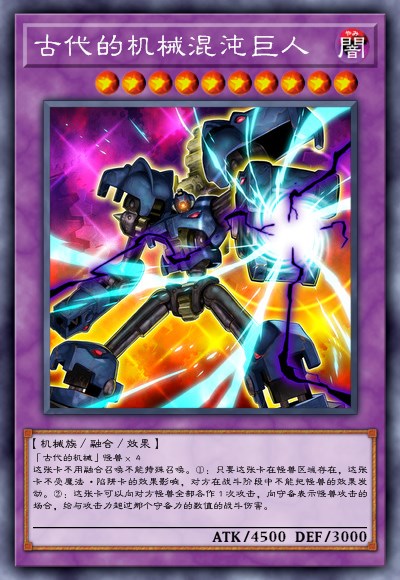 古代的机械混沌巨人
やみ
闇
【机械族/融合/效果】
「古代的机械」怪兽×4
这张卡不用融合召唤不能特殊召唤。①：只要这张卡在怪兽区域存在，这张
卡不受魔法·陷阱卡的效果影响，对方在战斗阶段中不能把怪兽的效果发
动。②：这张卡可以向对方怪兽全部各作1次攻击，向守备表示怪兽攻击的
场合，给与攻击力超过那个守备力的数值的战斗伤害。
ATK/4500 DEF/3000